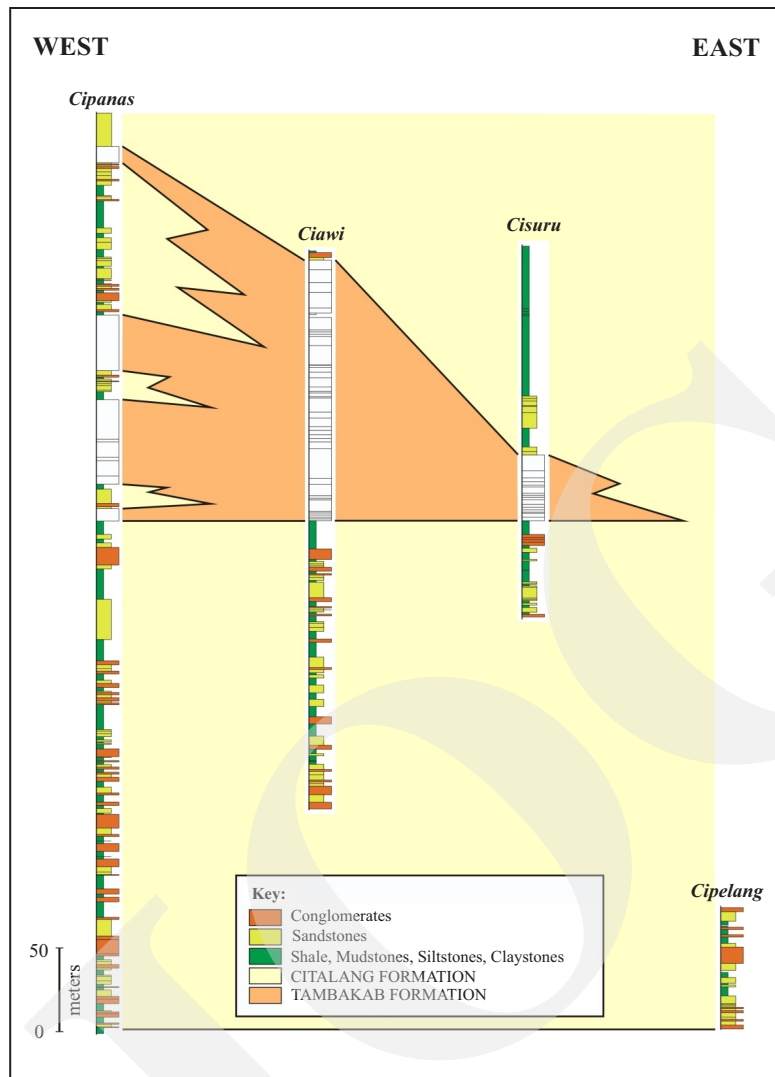 WEST
EAST
Cipanas
Ciawi
Cisuru
Cipelang
Key:
Conglomerates
Sandstones
Shale, Mudstones, Siltstones, Claystones
CITALANG FORMATION
TAMBAKAB FORMATION
50
meters
0